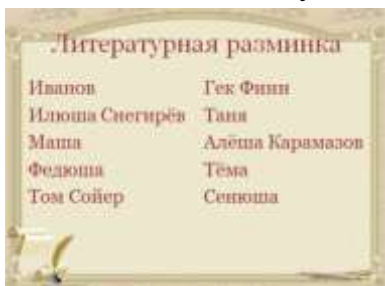 Литературная разминка
Иванов
Илюша Снегирёв
Маша
Федюша
Том Сойер
Гек Финн
Таня
Алёша Карамазов
Тёма
Сенюша